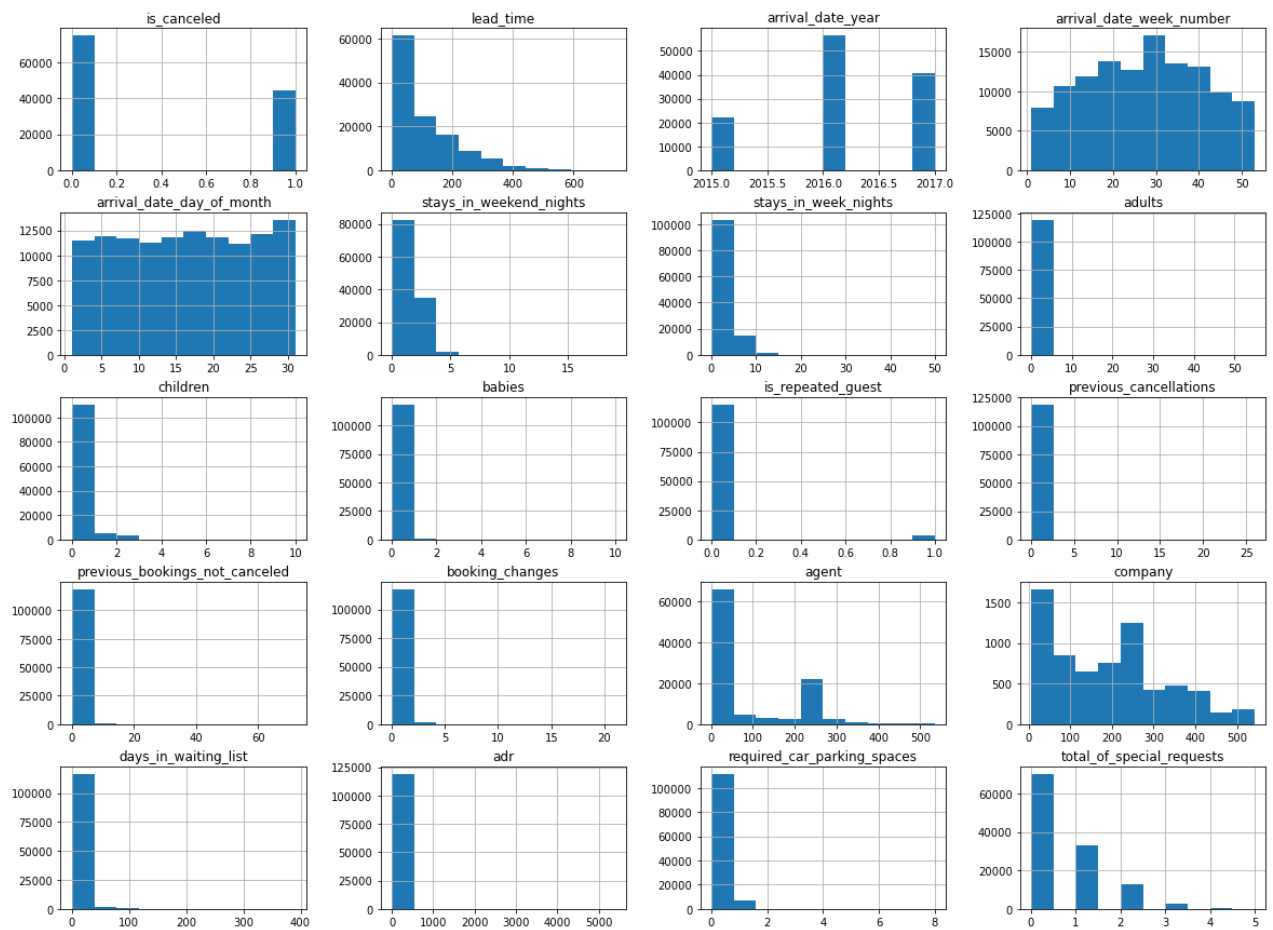 is_canceled
80000
60000
40000
20000
0
0.0 0.2 0.4 0.6 0.8 1.0
lead_time
60000
40000
20000
0
0 200 400 600
arrival_date_year
50000
40000
30000
20000
10000
0
2015.0 2015.5 2016.0 2016.5 2017.0
arrival_date_week_number
15000
10000
5000
0
0 10 20 30 40 50
arrival_date_day_of_month
12500
10000
7500
5000
2500
0
0 5 10 15 20 25 30
stays_in_weekend_nights
80000
60000
40000
20000
0
0 5 10 15
stays_in_week_nights
100000
80000
60000
40000
20000
0
0 10 20 30 40 50
adults
125000
100000
75000
50000
25000
0
0 10 20 30 40 50
children
100000
80000
60000
40000
20000
0
0 2 4 6 8 10
babies
100000
75000
50000
25000
0
0 2 4 6 8 10
is_repeated_guest
100000
75000
50000
25000
0
0.0 0.2 0.4 0.6 0.8 1.0
previous_cancellations
125000
100000
75000
50000
25000
0
0 5 10 15 20 25
previous_bookings_not_canceled
100000
75000
50000
25000
0
0 20 40 60
booking_changes
100000
75000
50000
25000
0
0 5 10 15 20
agent
60000
40000
20000
0
0 100 200 300 400 500
company
1500
1000
500
0
0 100 200 300 400 500
days_in_waiting_list
100000
75000
50000
25000
0
0 100 200 300 400
adr
125000
100000
75000
50000
25000
0
0 1000 2000 3000 4000 5000
required_car_parking_spaces
100000
80000
60000
40000
20000
0
0 2 4 6 8
total_of_special_requests
60000
40000
20000
0
0 1 2 3 4 5